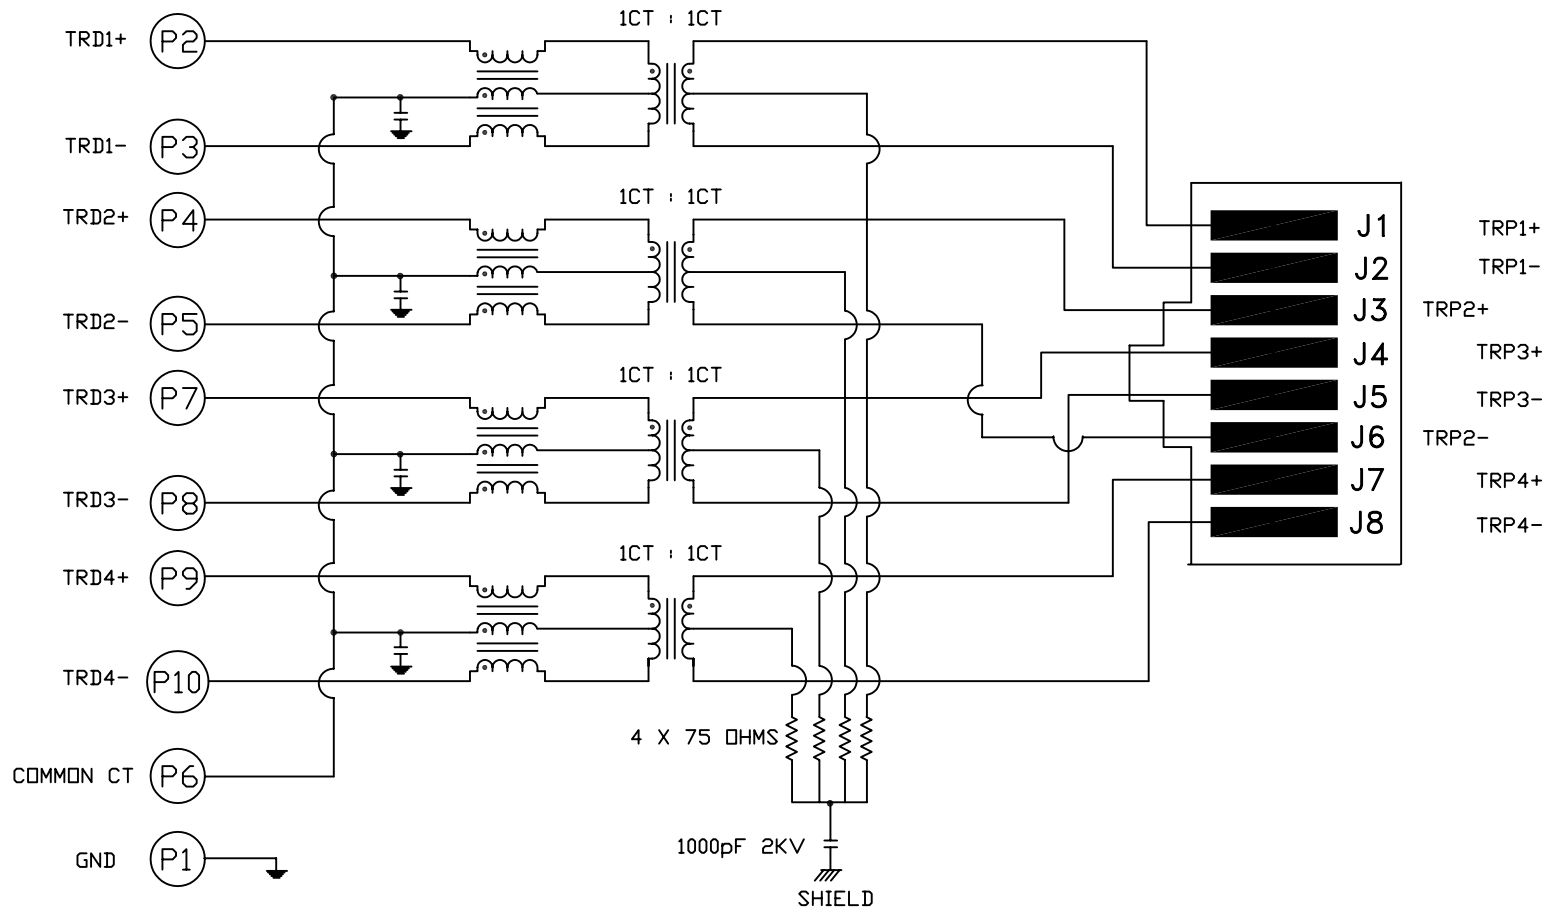 1CT : 1CT
TRD1+ P2
TRD1- P3
1CT : 1CT
TRD2+ P4
J1 TRP1+
J2 TRP1-
J3 TRP2+
TRD2- P5
J4 TRP3+
1CT : 1CT
TRD3+ P7
J5 TRP3-
J6 TRP2-
J7 TRP4+
TRD3- P8
J8 TRP4-
1CT : 1CT
TRD4+ P9
TRD4- P10
4 X 75 OHMS
COMMON CT P6
1000pF 2KV
GND P1
SHIELD